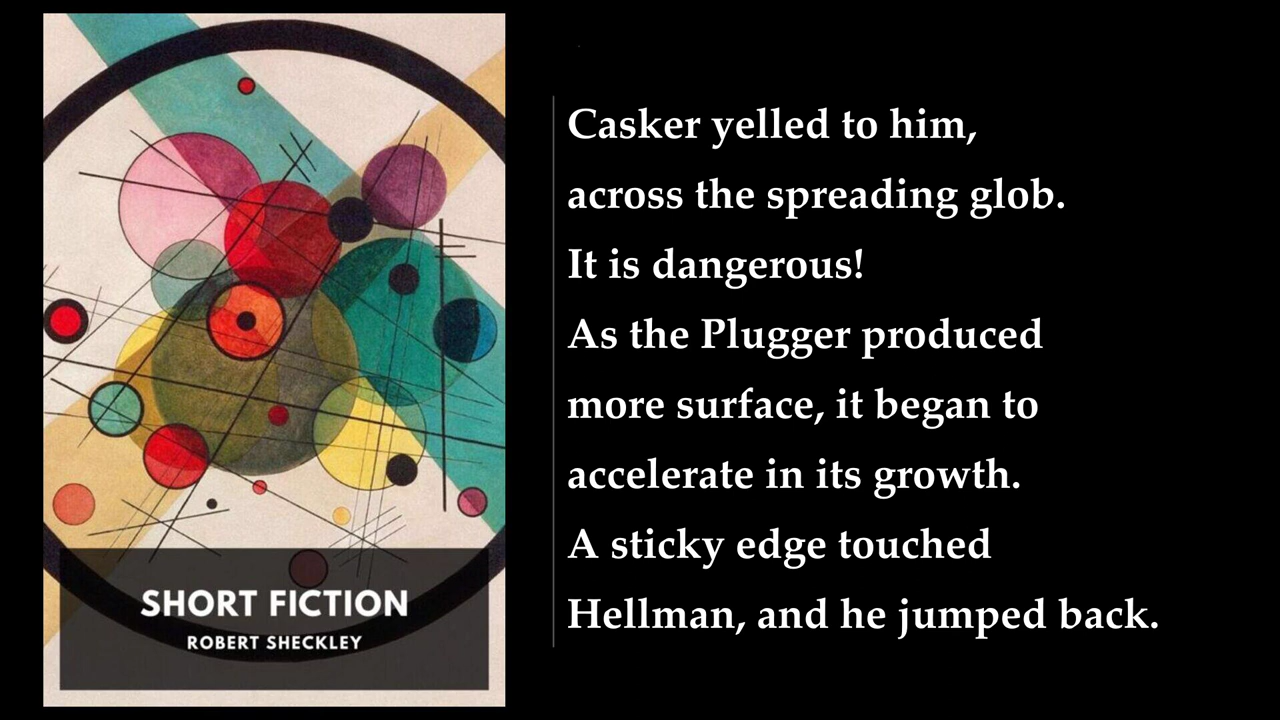 SHORT FICTION
ROBERT SHECKLEY
Casker yelled to him,
across the spreading glob.
It is dangerous!
As the Plugger produced
more surface, it began to
accelerate in its growth.
A sticky edge touched
Hellman, and he jumped back.